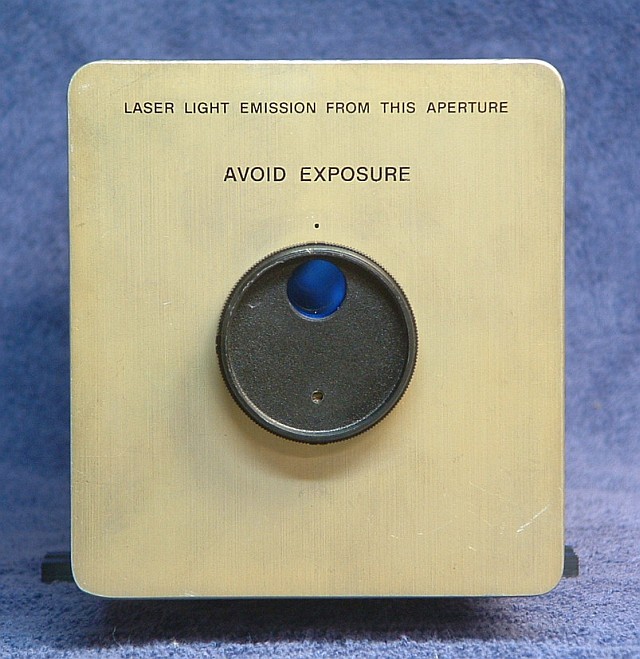 LASER LIGHT EMISSION FROM THIS APERTURE
AVOID EXPOSURE